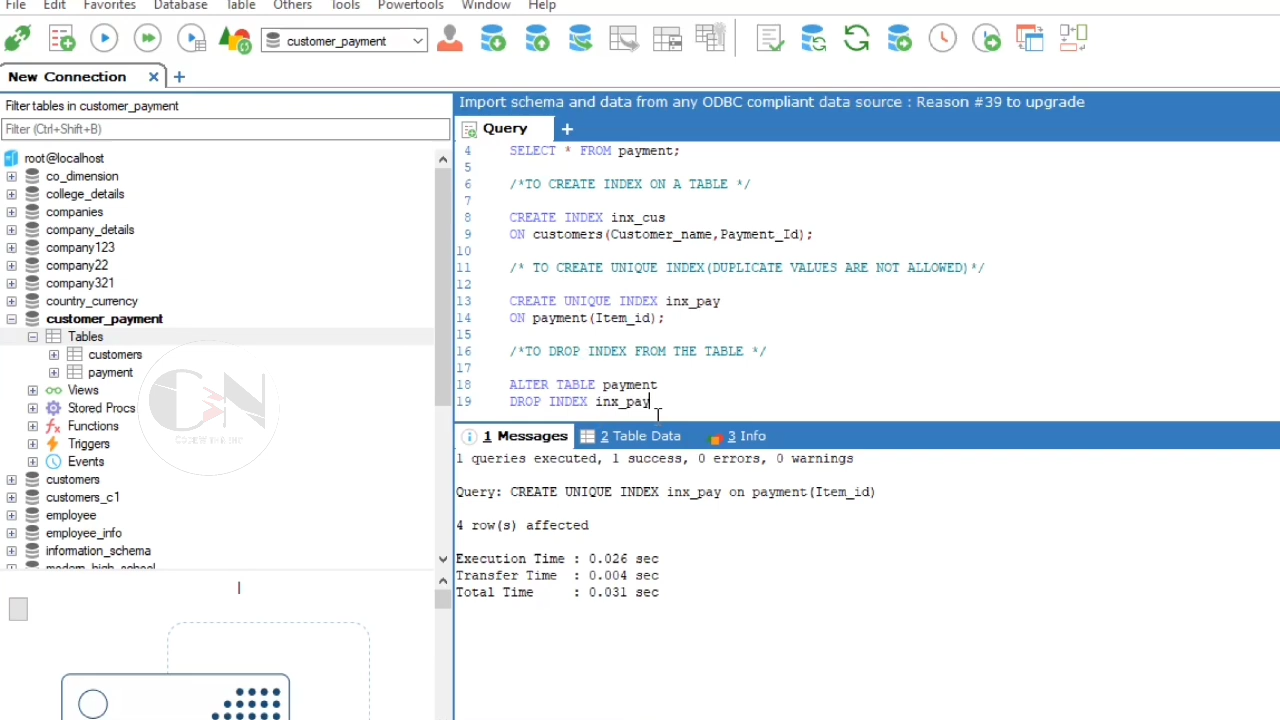 File Edit Favorites Database Table Others Tools Powertools Window Help
customer_payment
New Connection × +
Filter tables in customer_payment
Filter (Ctrl+Shift+B)
root@localhost
co_dimension
college_details
companies
company_details
company123
company22
company321
country_currency
customer_payment
Tables
customers
payment
Views
Stored Procs
Functions
Triggers
Events
customers
customers_c1
employee
employee_info
information_schema
modern_high_school
Import schema and data from any ODBC compliant data source : Reason #39 to upgrade
Query +
4 SELECT * FROM payment;
5
6 /*TO CREATE INDEX ON A TABLE */
7
8 CREATE INDEX inx_cus
9 ON customers(Customer_name,Payment_Id);
10
11 /* TO CREATE UNIQUE INDEX(DUPLICATE VALUES ARE NOT ALLOWED)*/
12
13 CREATE UNIQUE INDEX inx_pay
14 ON payment(Item_id);
15
16 /*TO DROP INDEX FROM THE TABLE */
17
18 ALTER TABLE payment
19 DROP INDEX inx_pay
1 Messages 2 Table Data 3 Info
1 queries executed, 1 success, 0 errors, 0 warnings
Query: CREATE UNIQUE INDEX inx_pay on payment(Item_id)
4 row(s) affected
Execution Time : 0.026 sec
Transfer Time : 0.004 sec
Total Time : 0.031 sec